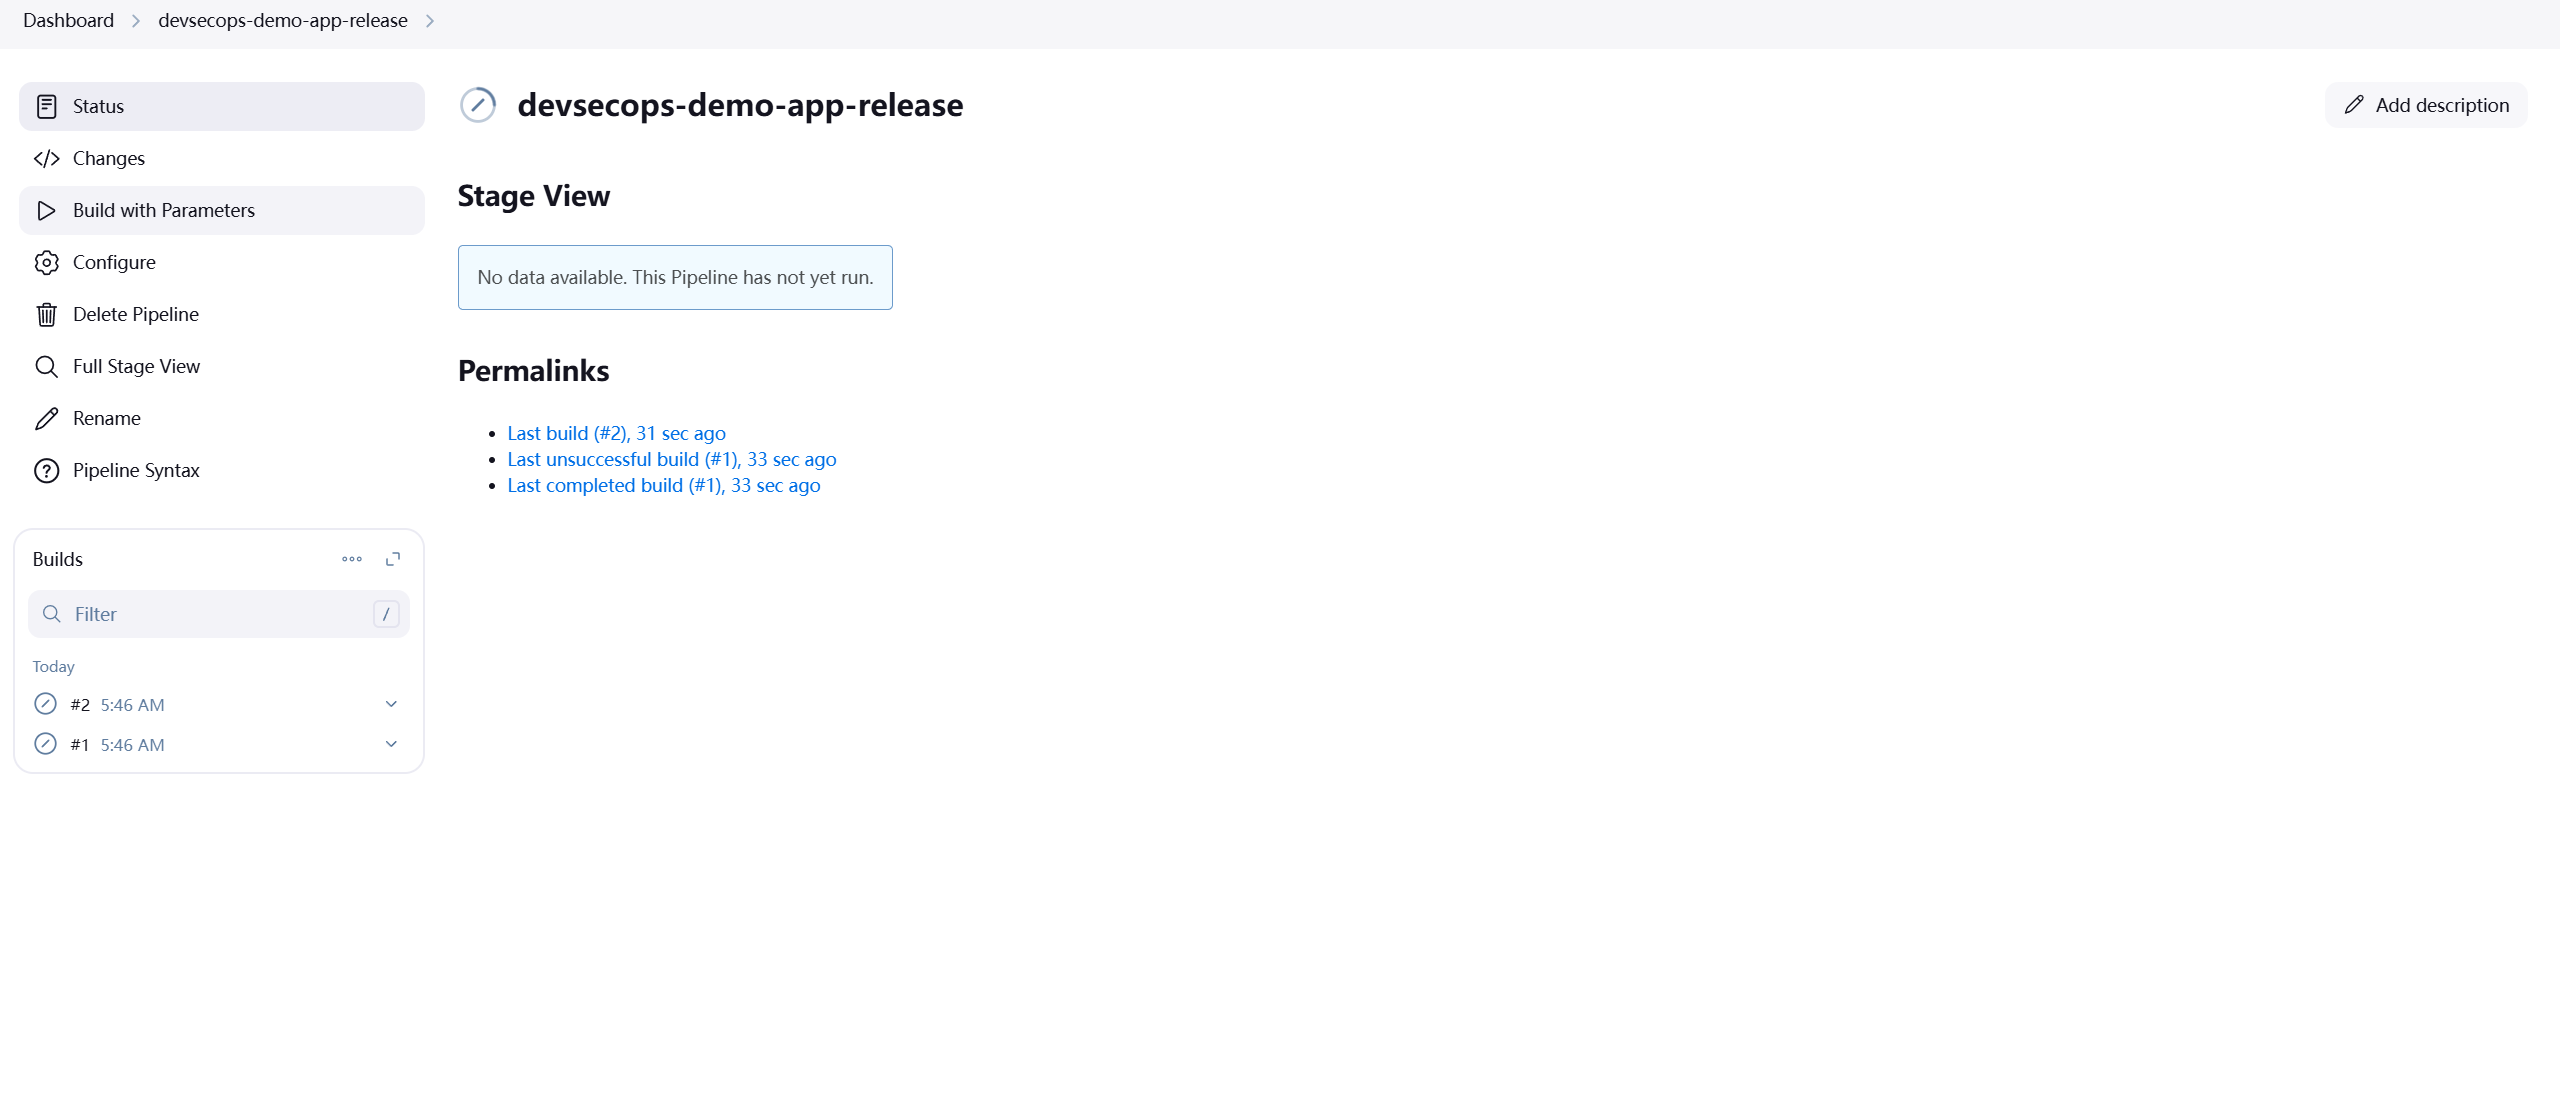 Dashboard
devsecops-demo-app-release
Status
Changes
Build with Parameters
Configure
Delete Pipeline
Full Stage View
Rename
Pipeline Syntax
Builds
Filter /
Today
#2 5:46 AM
#1 5:46 AM
devsecops-demo-app-release
Add description
Stage View
No data available. This Pipeline has not yet run.
Permalinks
Last build (#2), 31 sec ago
Last unsuccessful build (#1), 33 sec ago
Last completed build (#1), 33 sec ago